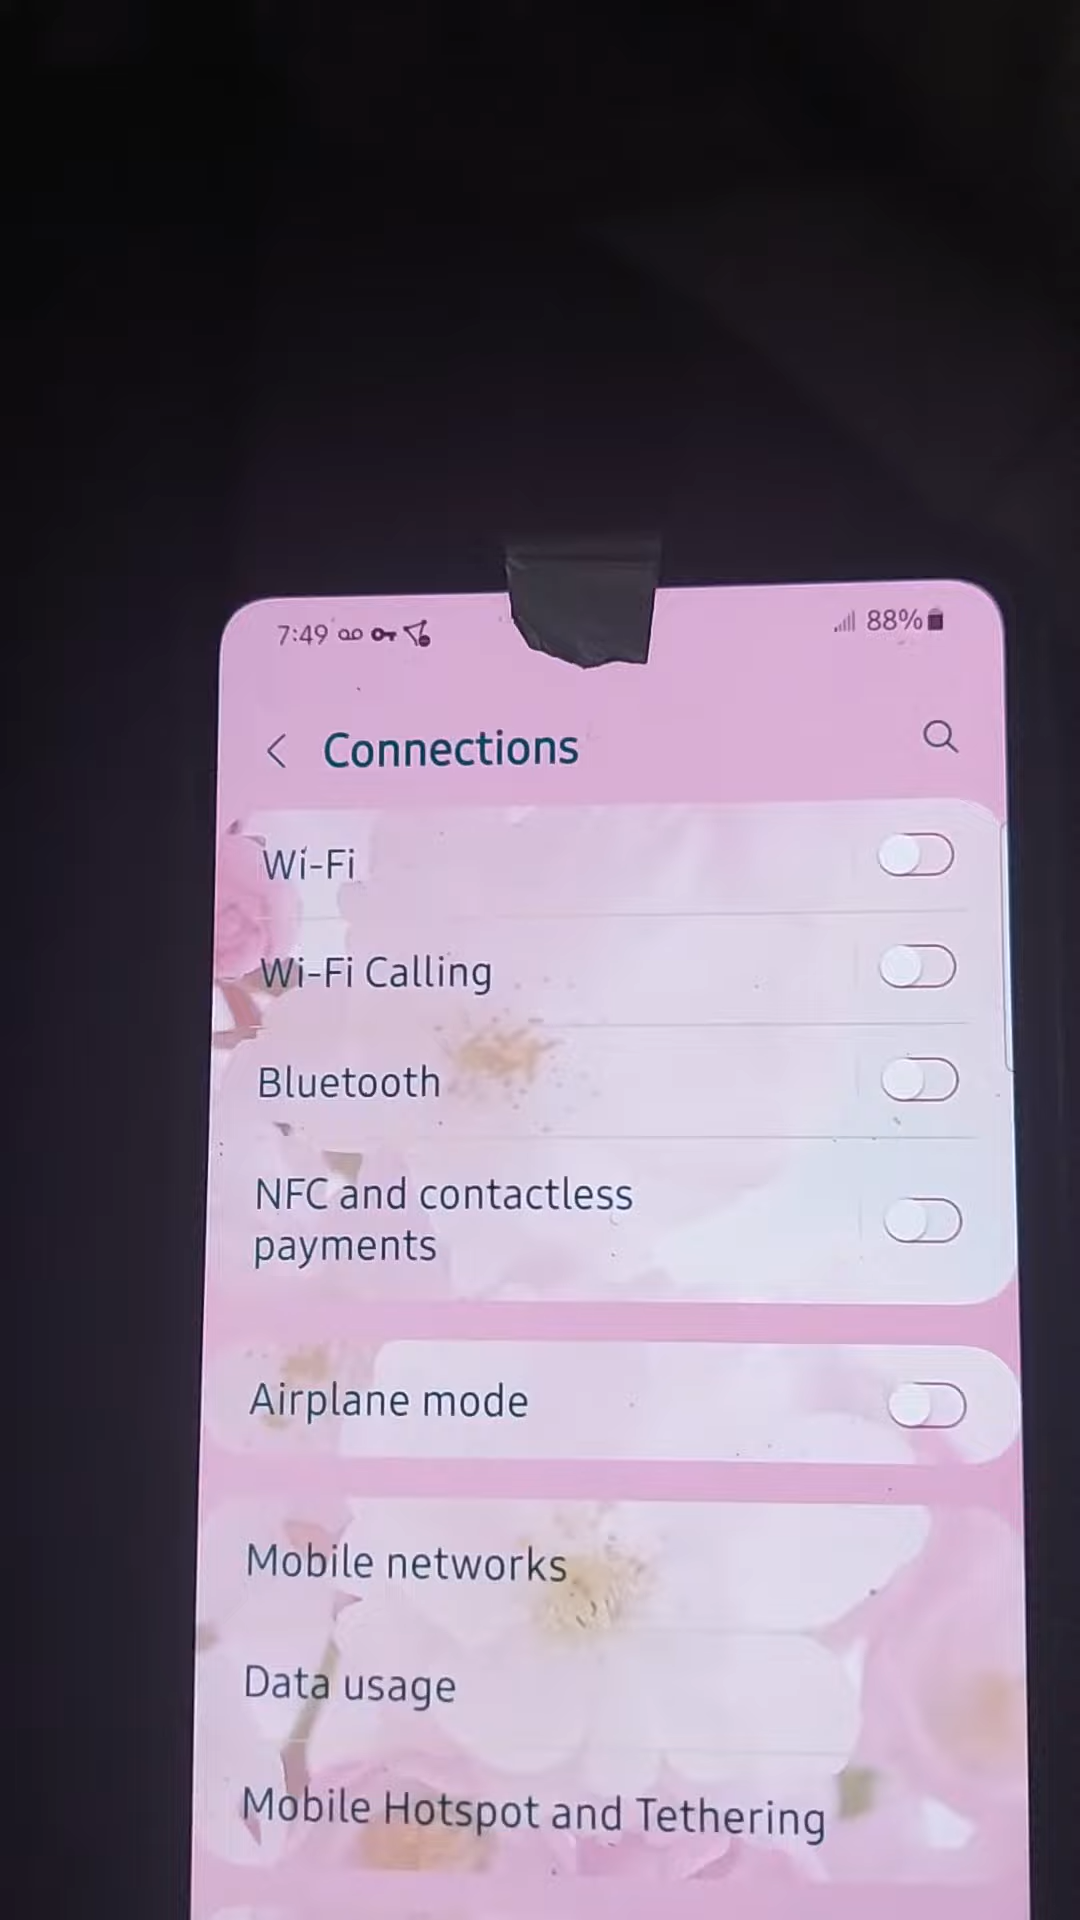 7:49 88%
Connections
Wi-Fi
Wi-Fi Calling
Bluetooth
NFC and contactless
payments
Airplane mode
Mobile networks
Data usage
Mobile Hotspot and Tethering